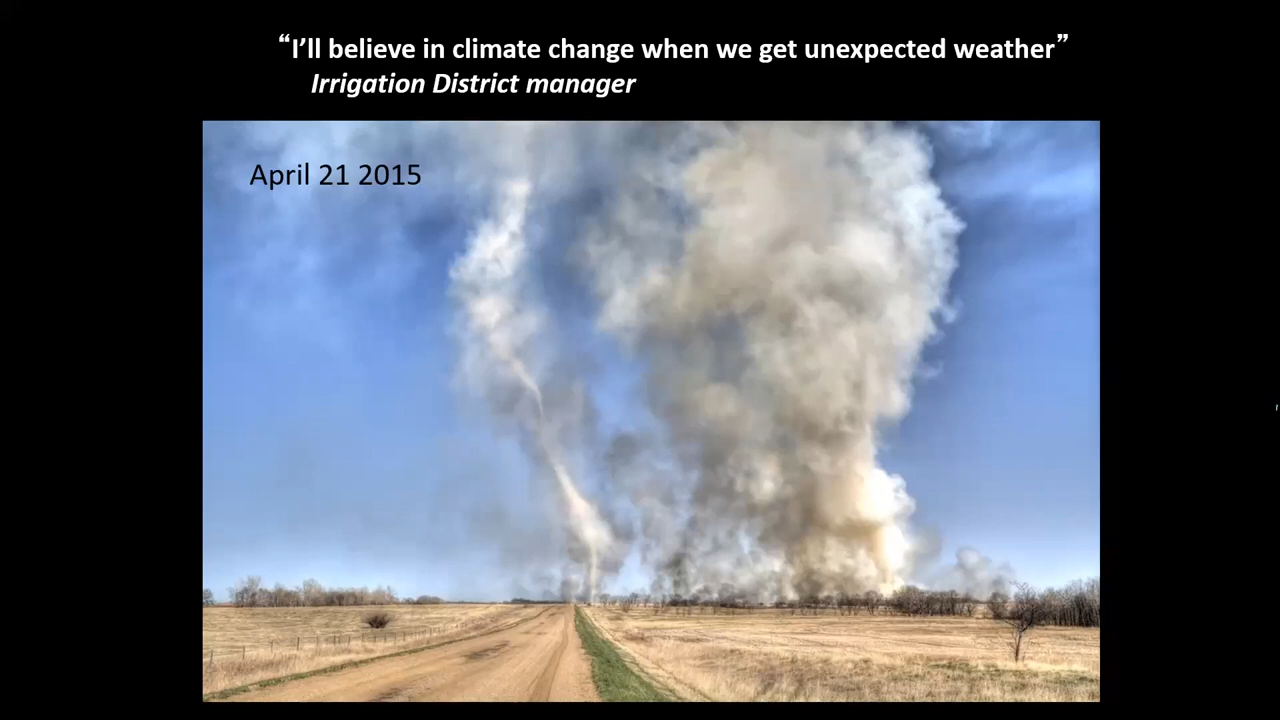 “I’ll believe in climate change when we get unexpected weather”
Irrigation District manager
April 21 2015